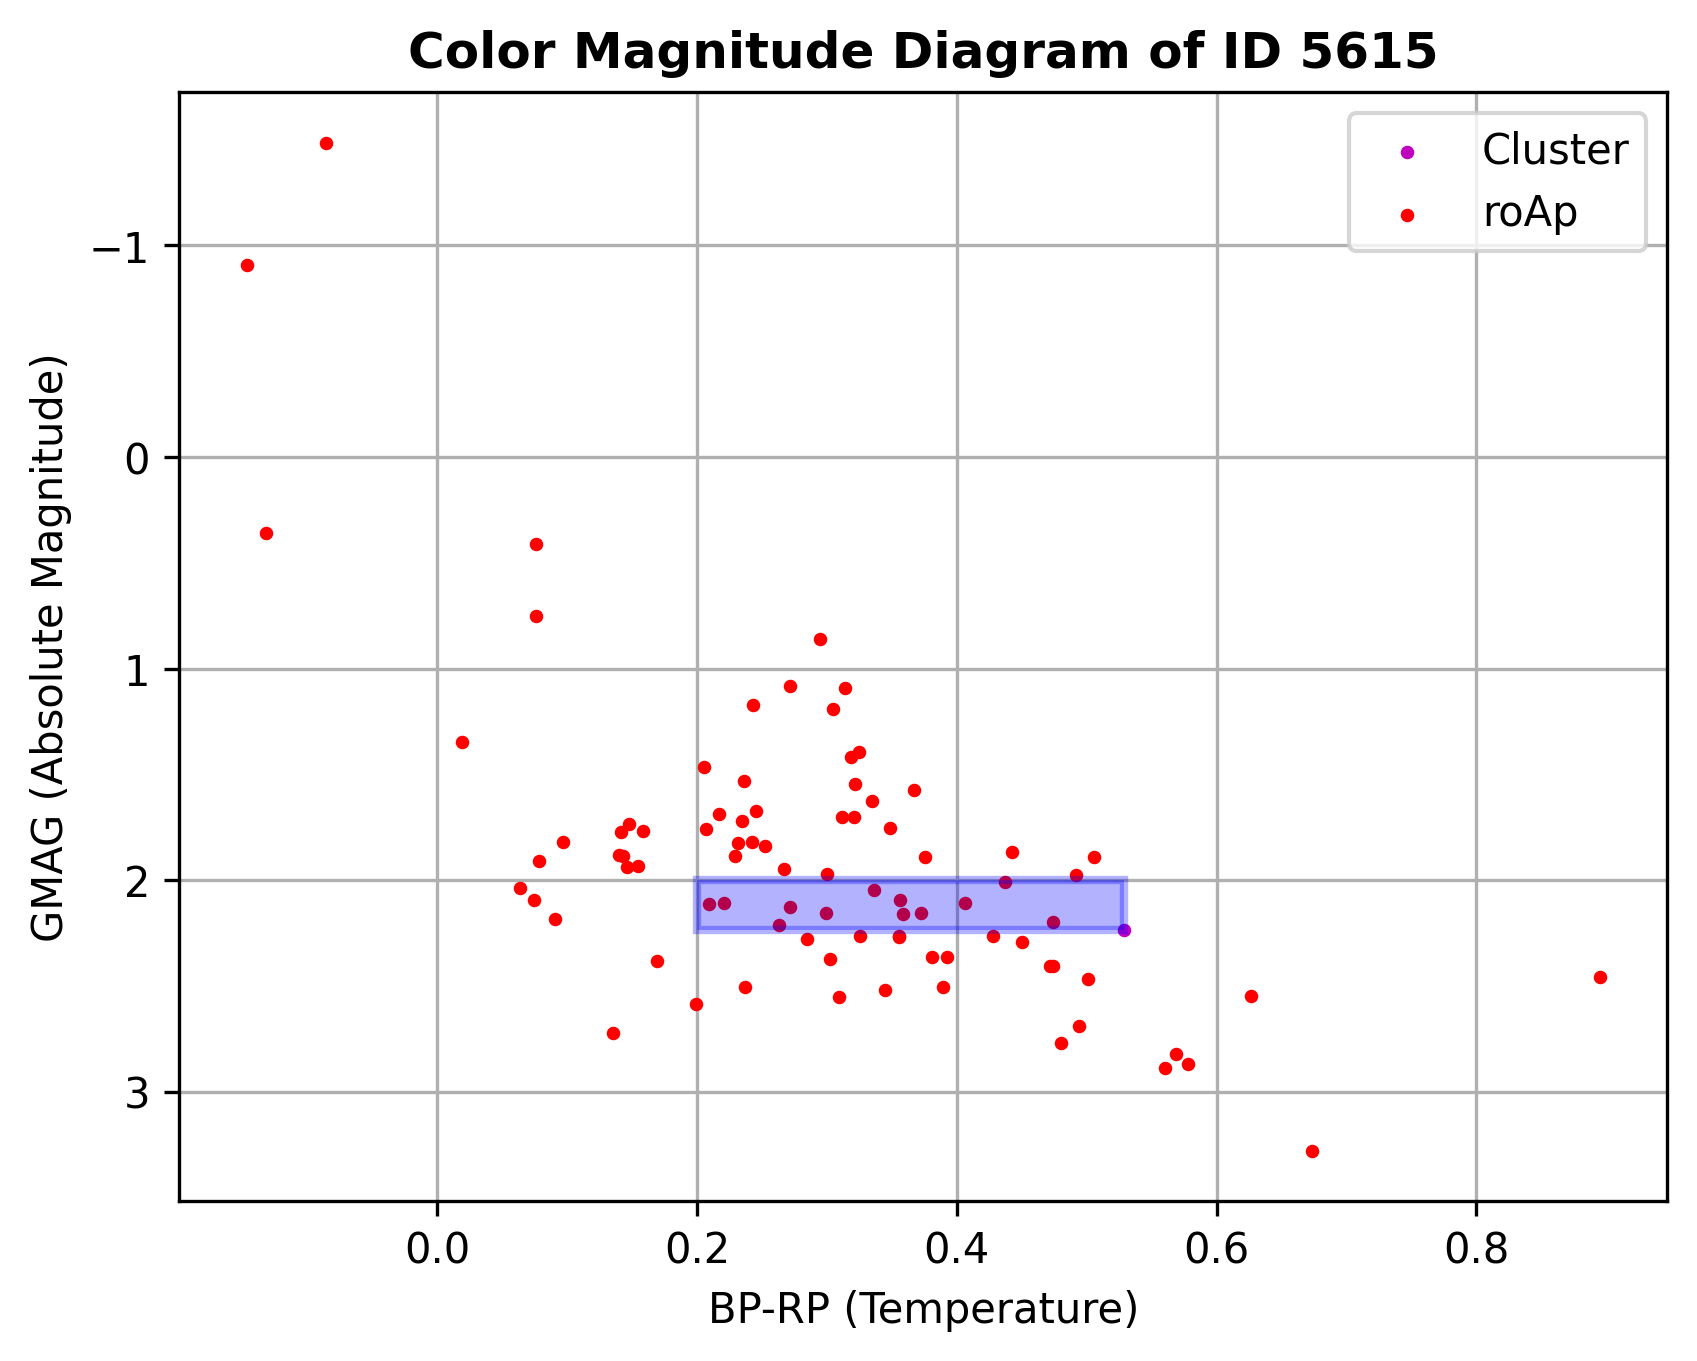 Color Magnitude Diagram of ID 5615
Cluster
roAp
GMAG (Absolute Magnitude)
−1
0
1
2
3
0.0 0.2 0.4 0.6 0.8
BP-RP (Temperature)